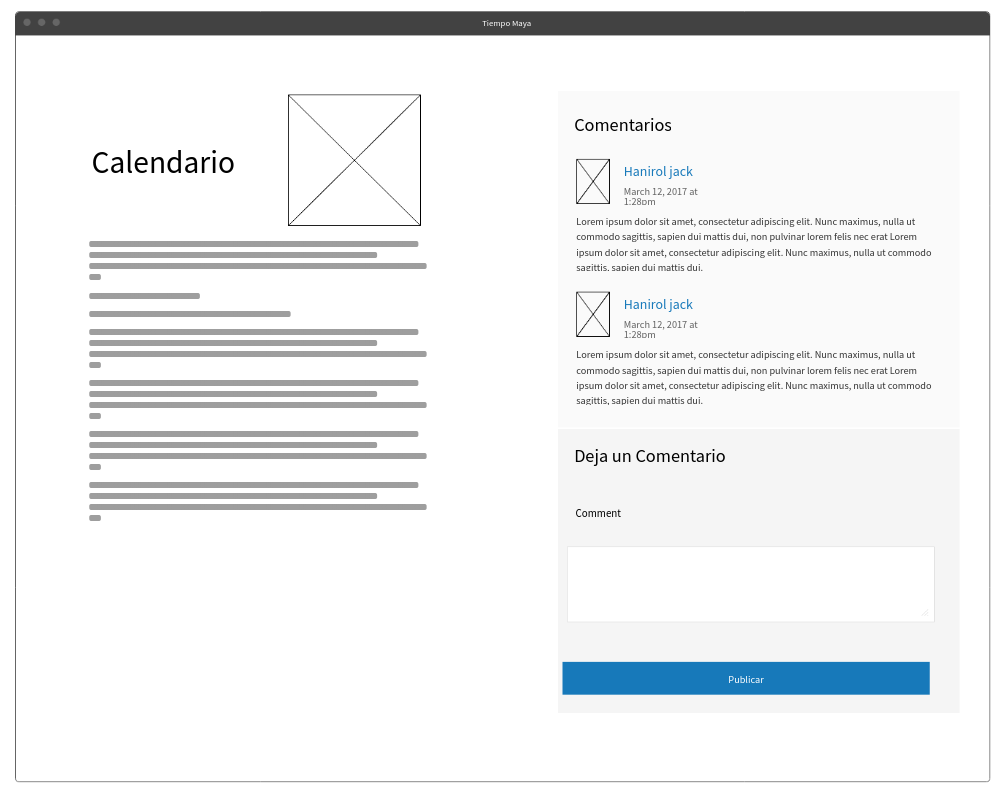 Tiempo Maya
Calendario
Comentarios
Hanirol jack
March 12, 2017 at
1:28pm
Lorem ipsum dolor sit amet, consectetur adipiscing elit. Nunc maximus, nulla ut
commodo sagittis, sapien dui mattis dui, non pulvinar lorem felis nec erat Lorem
ipsum dolor sit amet, consectetur adipiscing elit. Nunc maximus, nulla ut commodo
sagittis, sapien dui mattis dui.
Hanirol jack
March 12, 2017 at
1:28pm
Lorem ipsum dolor sit amet, consectetur adipiscing elit. Nunc maximus, nulla ut
commodo sagittis, sapien dui mattis dui, non pulvinar lorem felis nec erat Lorem
ipsum dolor sit amet, consectetur adipiscing elit. Nunc maximus, nulla ut commodo
sagittis, sapien dui mattis dui.
Deja un Comentario
Comment
Publicar